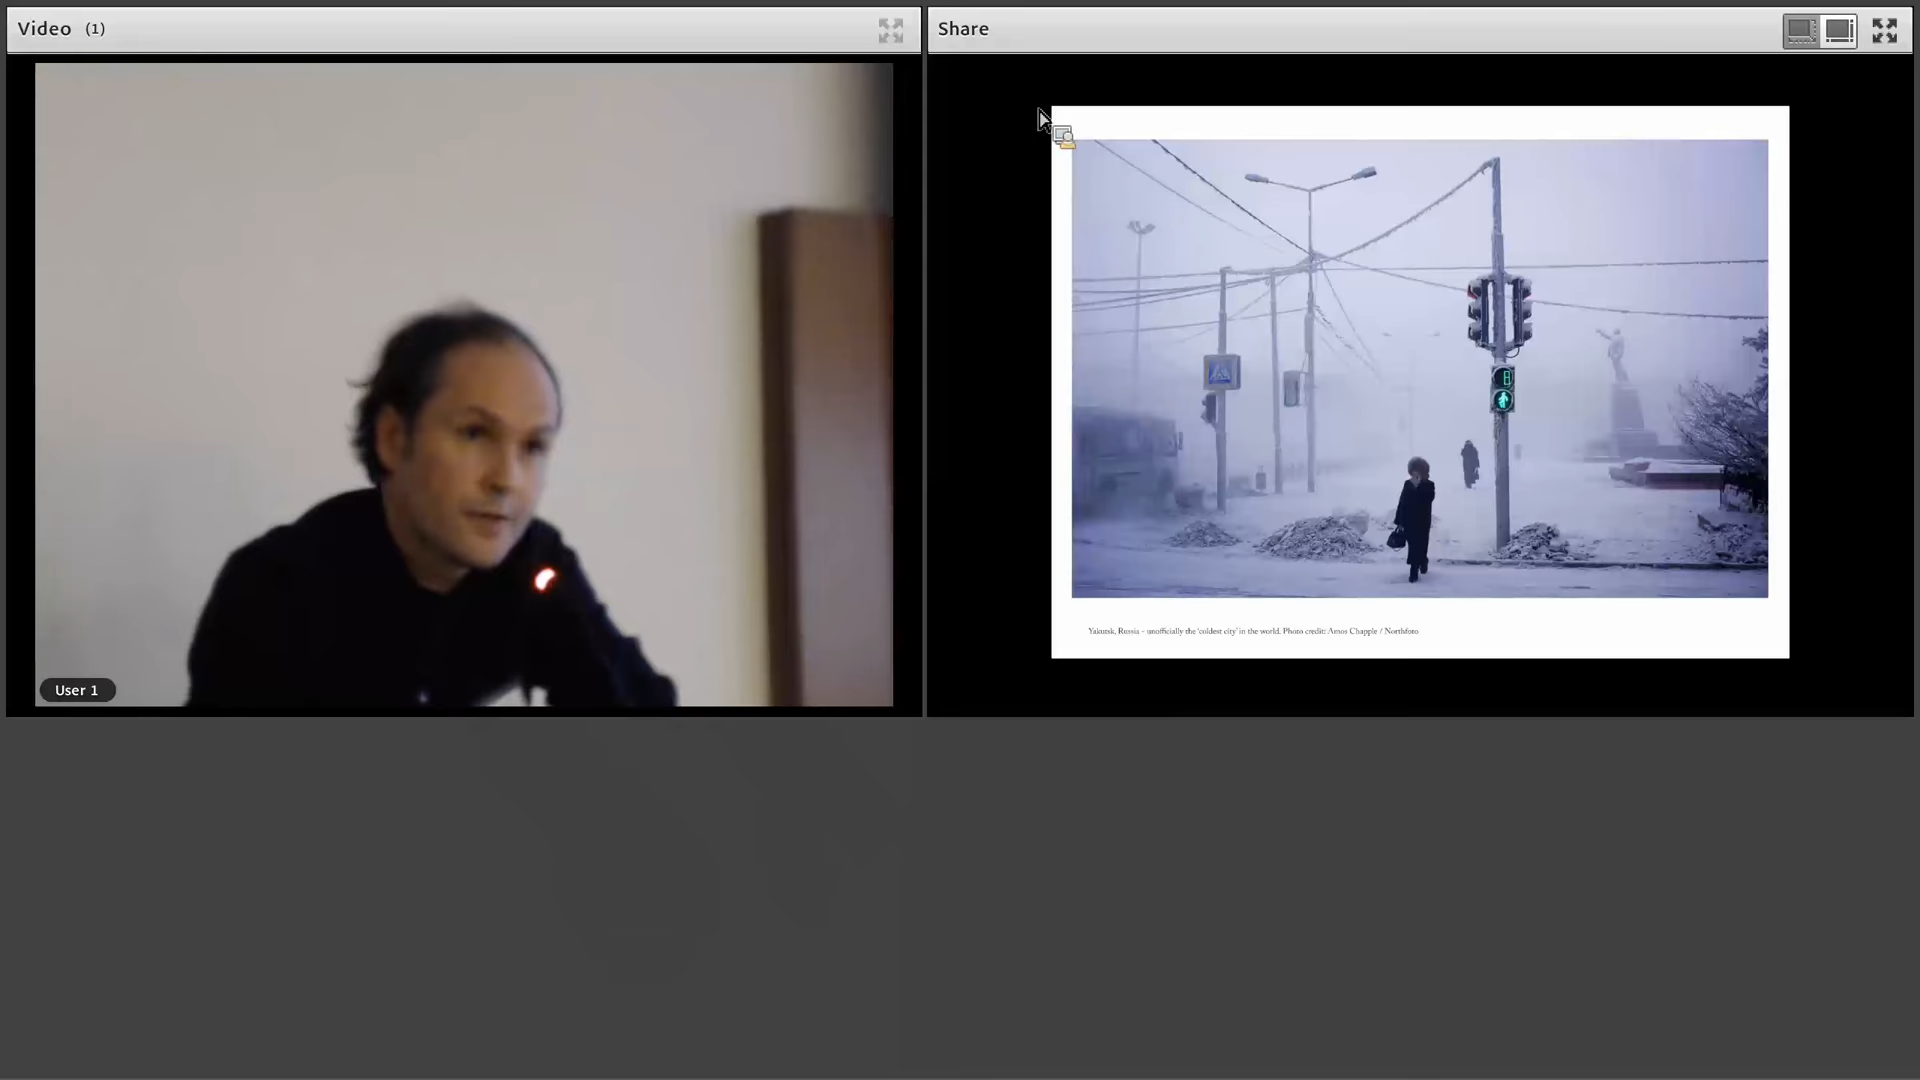 Video (1)
Share
8
User 1
Yakutsk, Russia - unofficially the 'coldest city' in the world. Photo credit: Amos Chapple / Northfoto